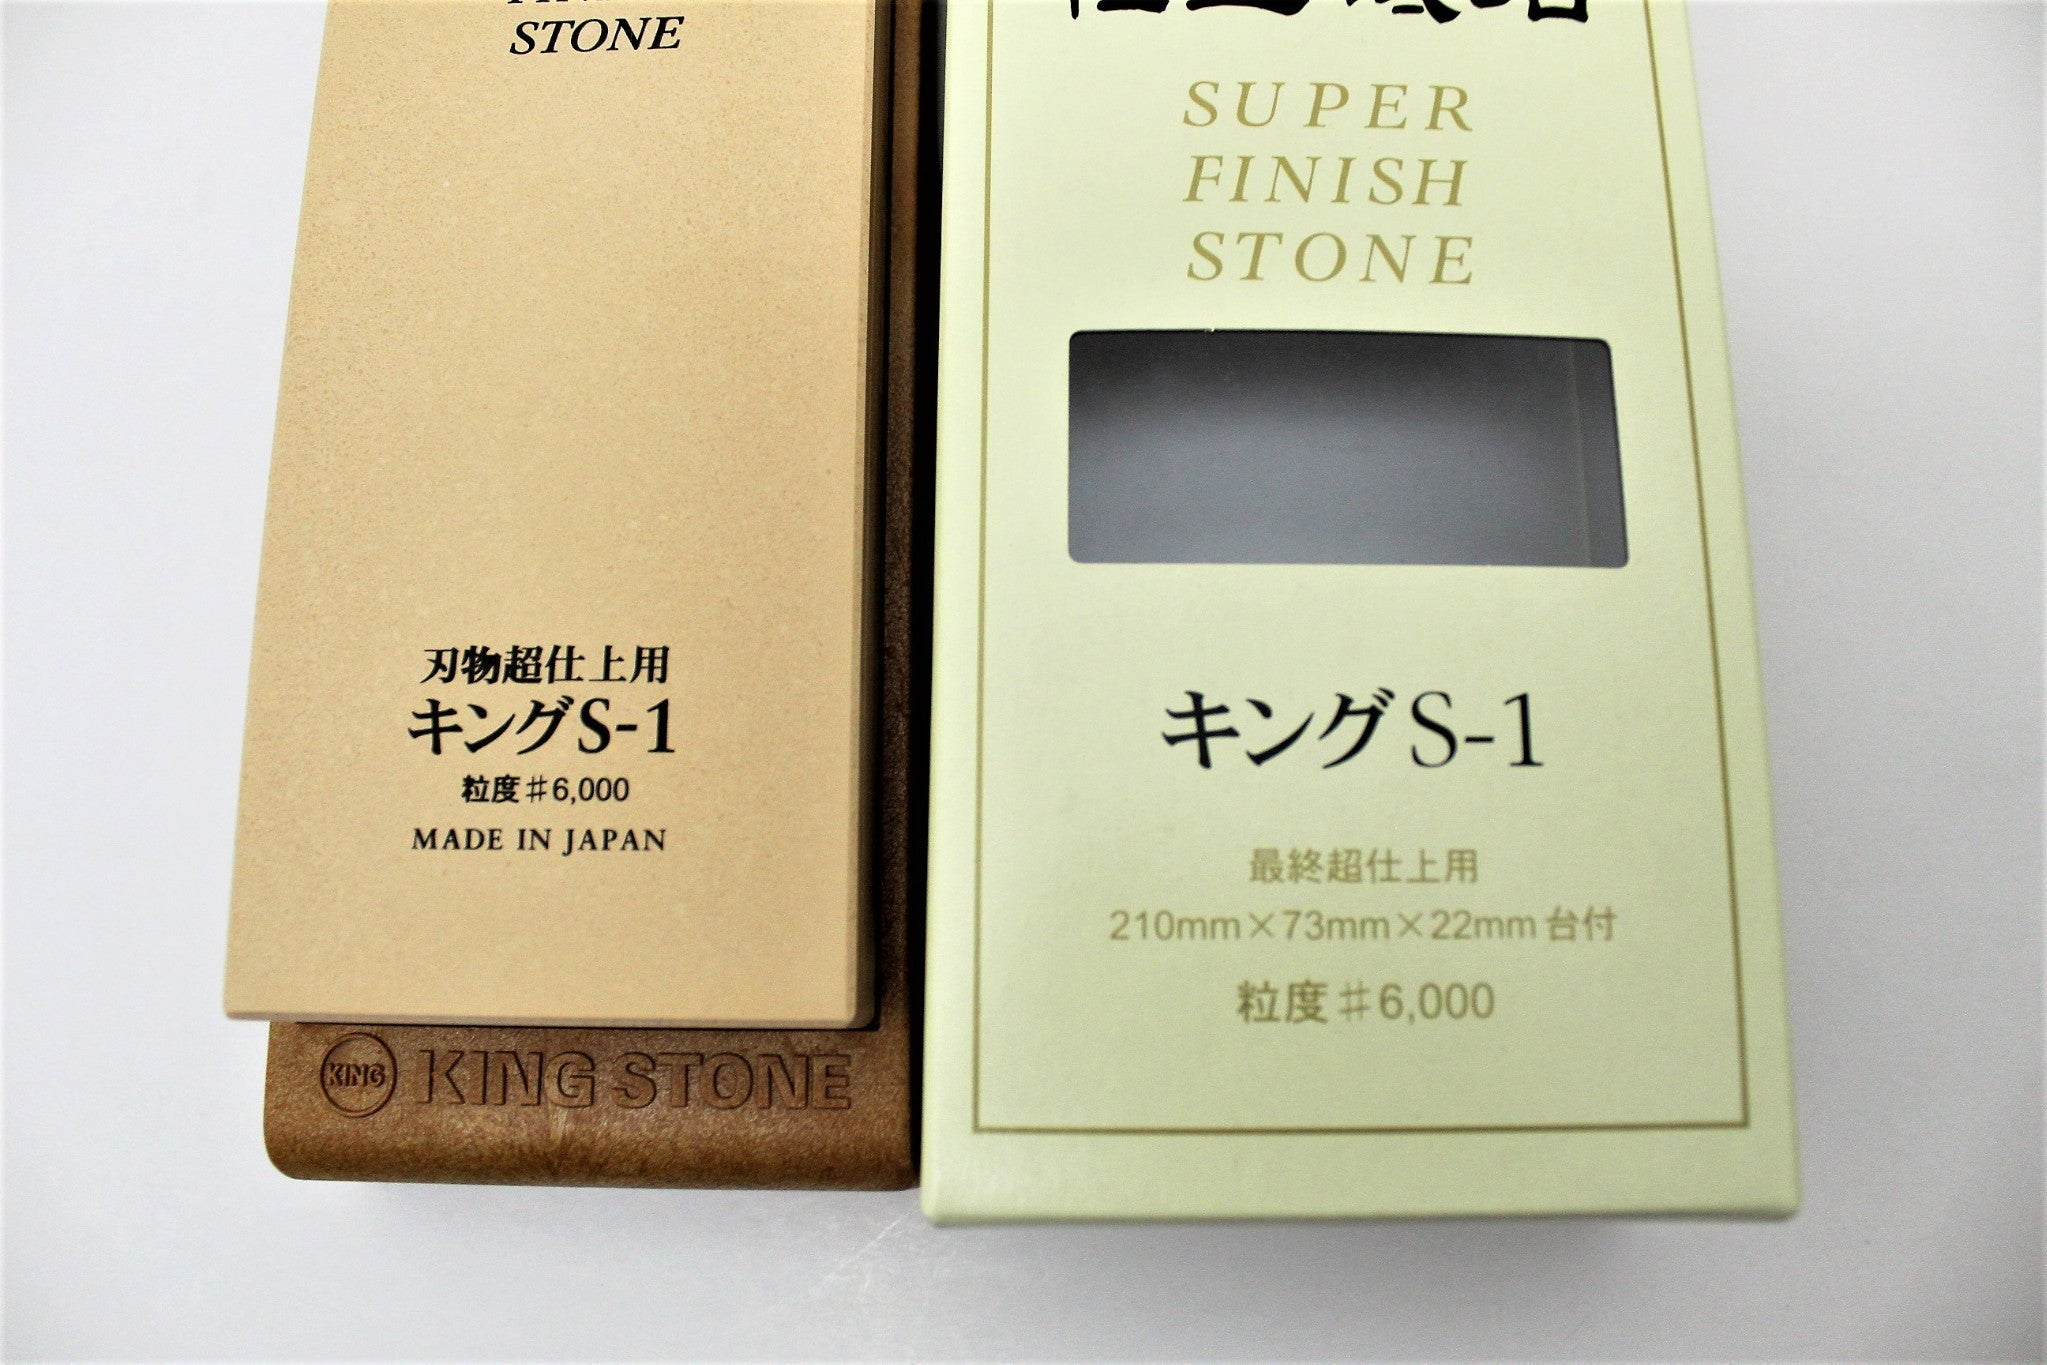 STONE
刃物超仕上用
キングS-1
粒度#6,000
MADE IN JAPAN
KING KING STONE
SUPER
FINISH
STONE
キングS-1
最終超仕上用
210mm×73mm×22mm 台付
粒度#6,000